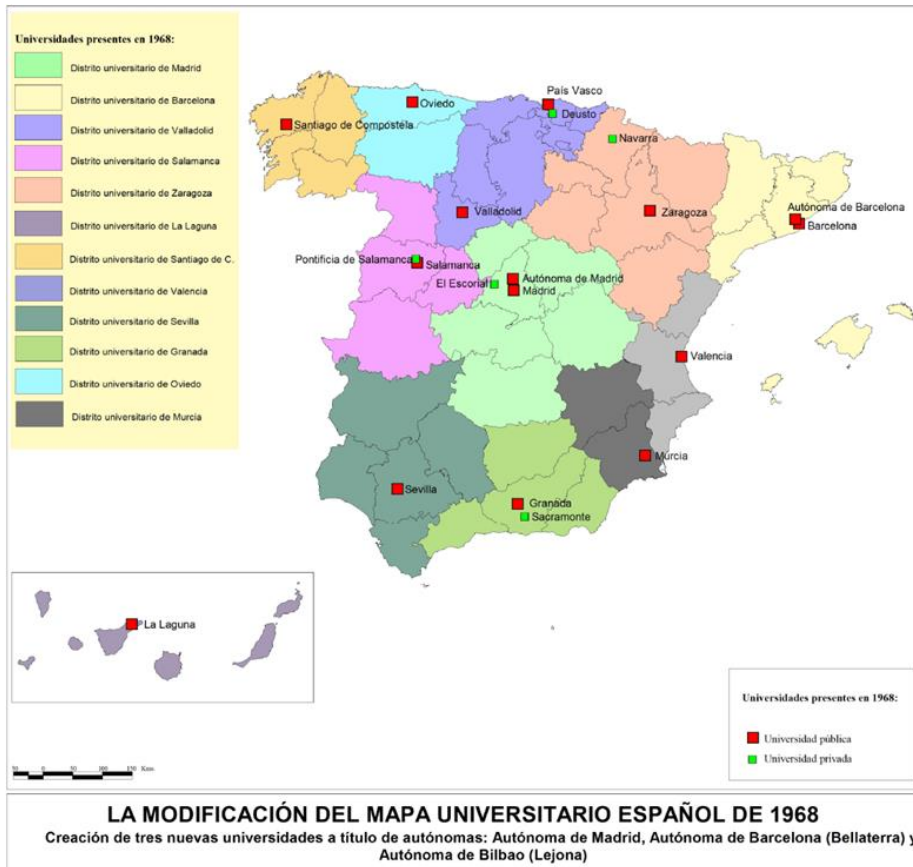 Universidades presentes en 1968:
Distrito universitario de Madrid
Distrito universitario de Barcelona
Distrito universitario de Valladolid
Distrito universitario de Salamanca
Distrito universitario de Zaragoza
Distrito universitario de La Laguna
Distrito universitario de Santiago de C.
Distrito universitario de Valencia
Distrito universitario de Sevilla
Distrito universitario de Granada
Distrito universitario de Oviedo
Distrito universitario de Murcia
País Vasco
Oviedo
Deusto
Santiago de Compostela
Navarra
Valladolid
Zaragoza
Autónoma de Barcelona
Barcelona
Pontificia de Salamanca
Salamanca
Autónoma de Madrid
El Escorial
Madrid
Valencia
Murcia
Sevilla
Granada
Sacramonte
La Laguna
Universidades presentes en 1968:
Universidad pública
Universidad privada
50 0 50 100 150 Kms
LA MODIFICACIÓN DEL MAPA UNIVERSITARIO ESPAÑOL DE 1968
Creación de tres nuevas universidades a título de autónomas: Autónoma de Madrid, Autónoma de Barcelona (Bellaterra) y
Autónoma de Bilbao (Lejona)